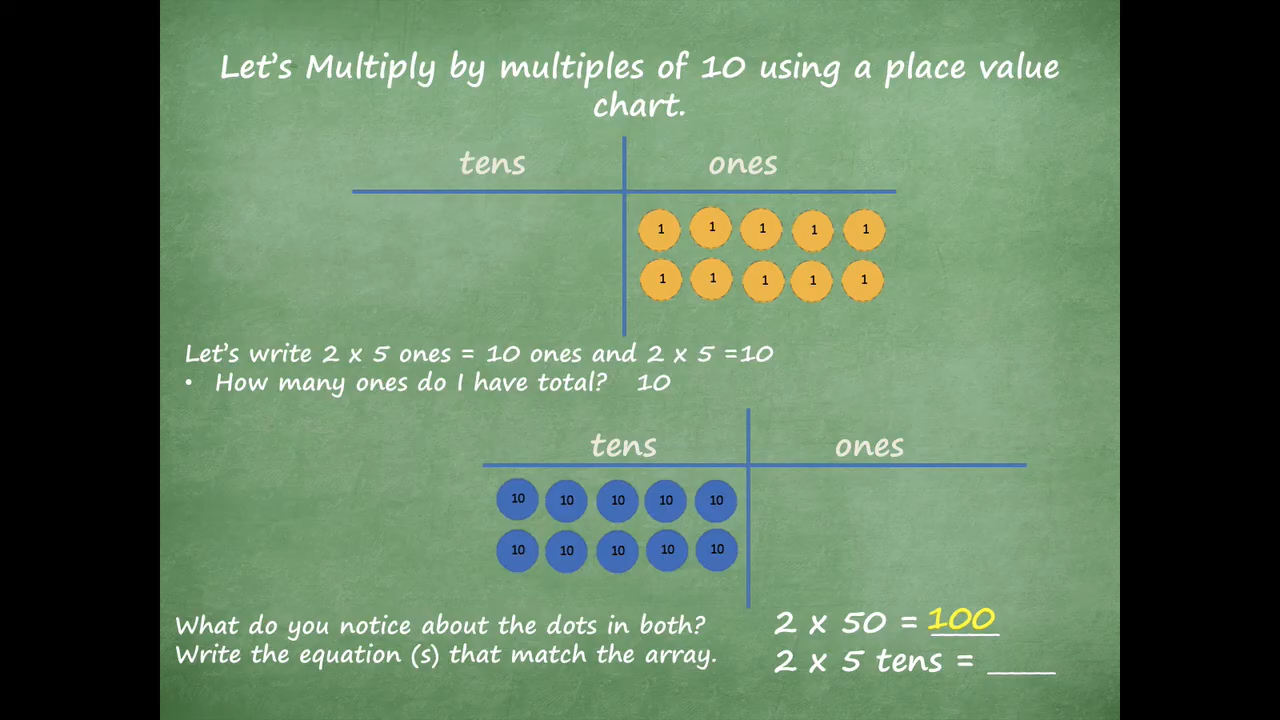 Let's Multiply by multiples of 10 using a place value
chart.
tens ones
1 1 1 1 1
1 1 1 1 1
Let's write 2 x 5 ones = 10 ones and 2 x 5 =10
• How many ones do I have total? 10
tens ones
10 10 10 10 10
10 10 10 10 10
What do you notice about the dots in both?
Write the equation (s) that match the array.
2 x 50 = 100
2 x 5 tens = ____